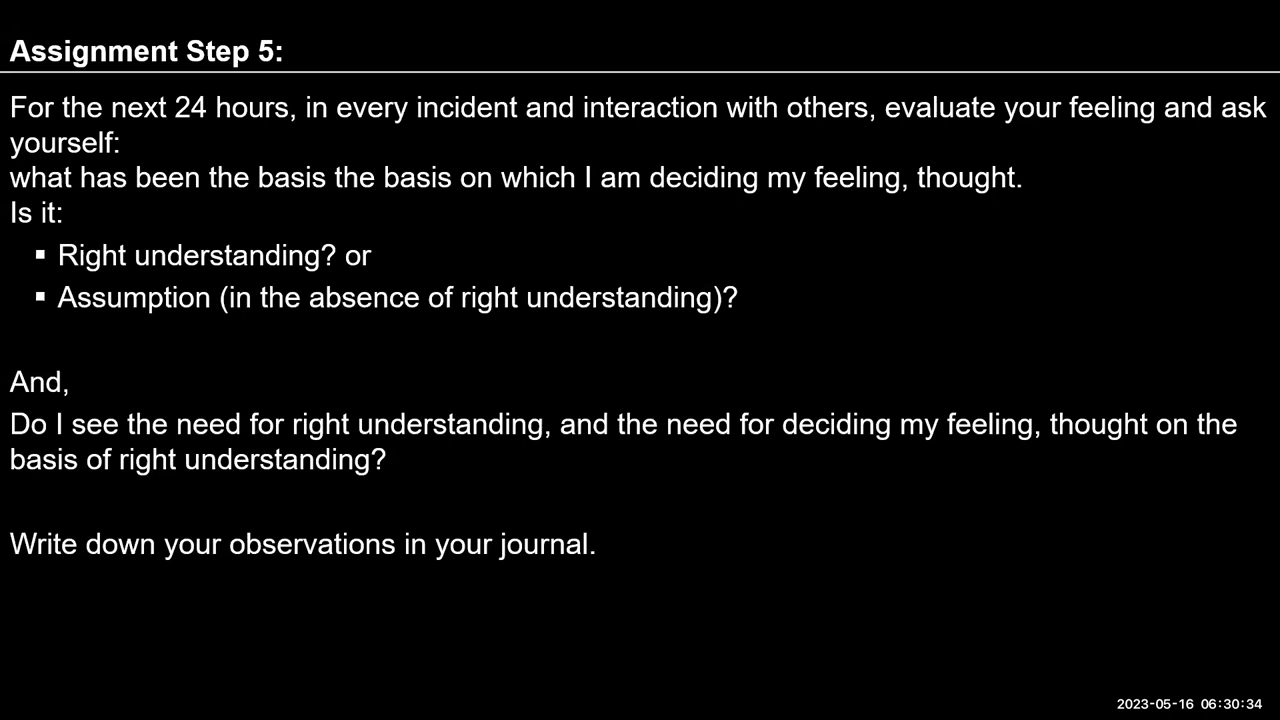 Assignment Step 5:
For the next 24 hours, in every incident and interaction with others, evaluate your feeling and ask
yourself:
what has been the basis the basis on which I am deciding my feeling, thought.
Is it:
▪ Right understanding? or
▪ Assumption (in the absence of right understanding)?
And,
Do I see the need for right understanding, and the need for deciding my feeling, thought on the
basis of right understanding?
Write down your observations in your journal.
2023-05-16 06:30:34